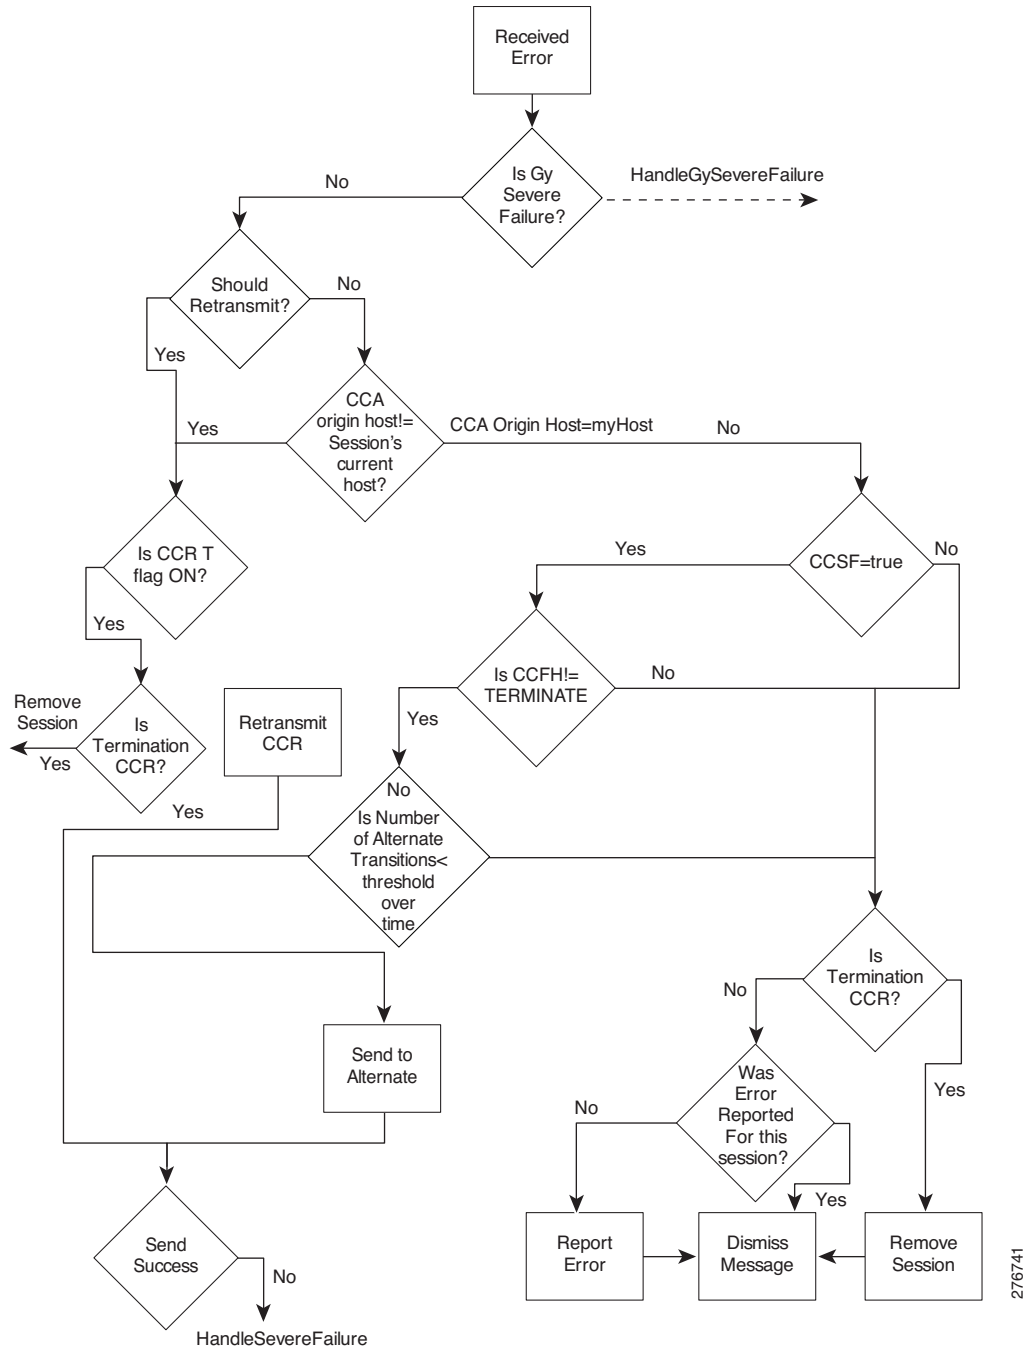 Received
Error
Is Gy
Severe
Failure?
HandleGySevereFailure
No
Should
Retransmit?
No
Yes
CCA
origin host!=
Session's
current
host?
Yes
CCA Origin Host=myHost
No
Is CCR T
flag ON?
Yes
CCSF=true
No
Yes
Is CCFH!=
TERMINATE
No
Yes
Remove
Session
Yes
Is
Termination
CCR?
Retransmit
CCR
Yes
No
Is Number
of Alternate
Transitions<
threshold
over
time
Is
Termination
CCR?
No
Yes
Send to
Alternate
Was
Error
Reported
For this
session?
No
Yes
Send
Success
No
HandleSevereFailure
Report
Error
Dismiss
Message
Remove
Session
276741